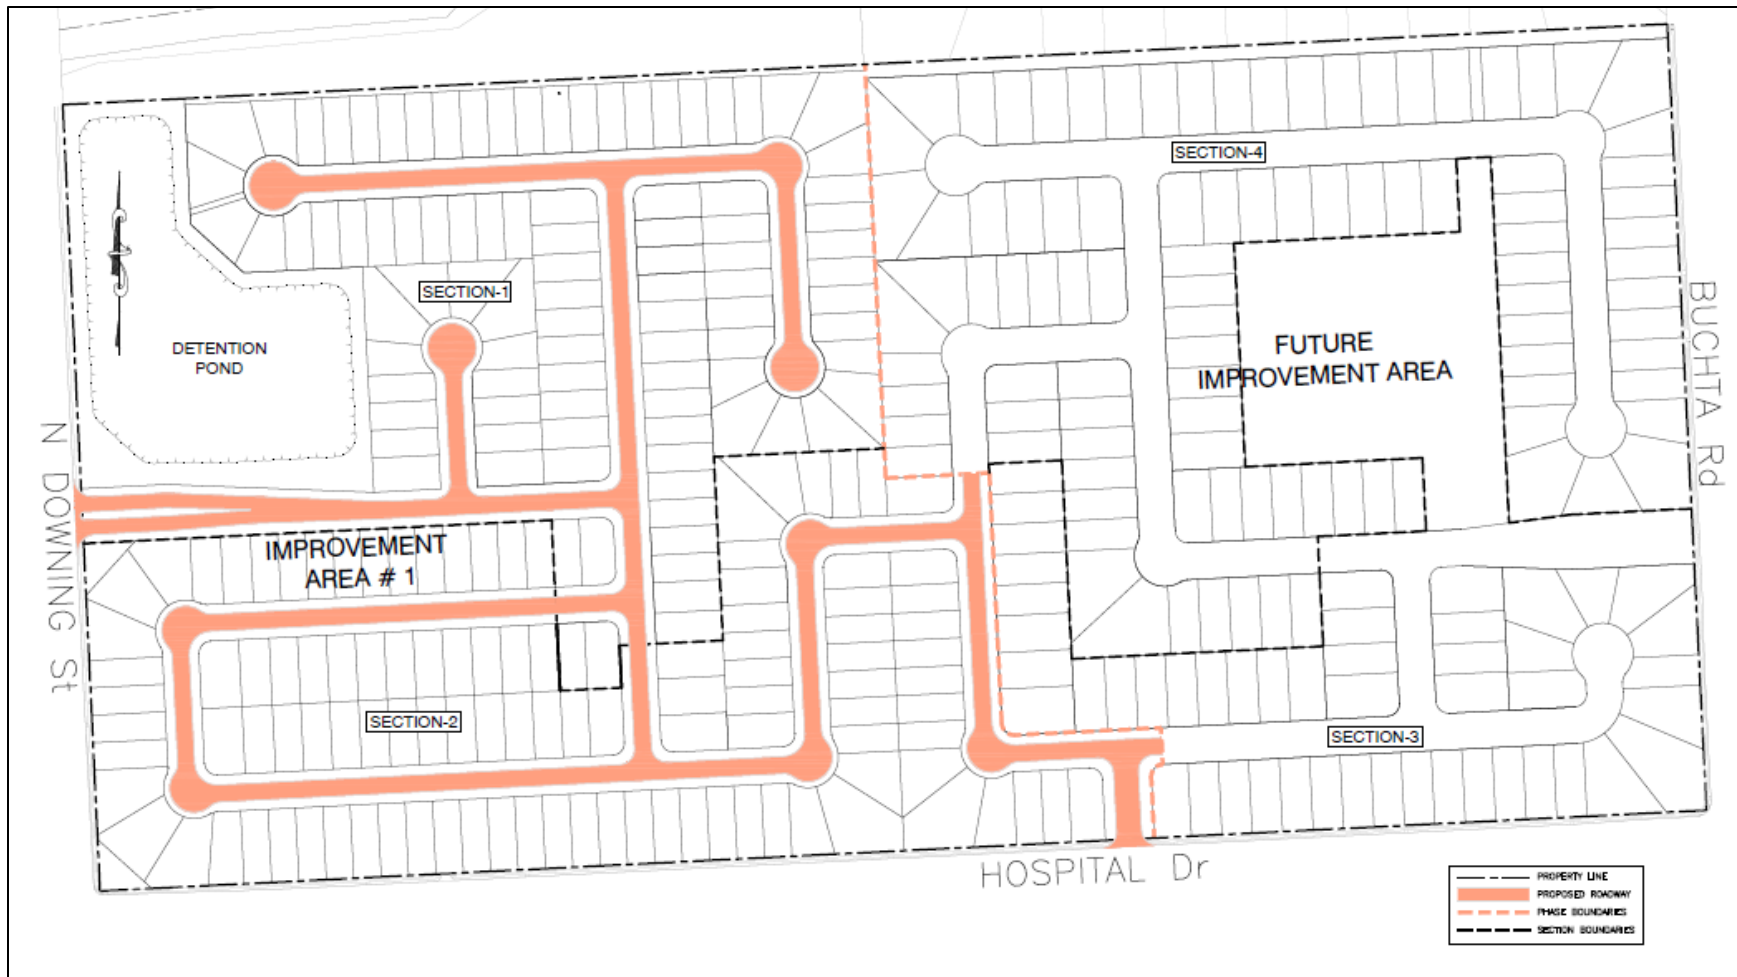 SECTION-4
SECTION-1
DETENTION
POND
FUTURE
IMPROVEMENT AREA
BUCHTA Rd
N DOWNING St
IMPROVEMENT
AREA # 1
SECTION-2
SECTION-3
HOSPITAL Dr
PROPERTY LINE
PROPOSED ROADWAY
PHASE BOUNDARIES
SECTION BOUNDARIES